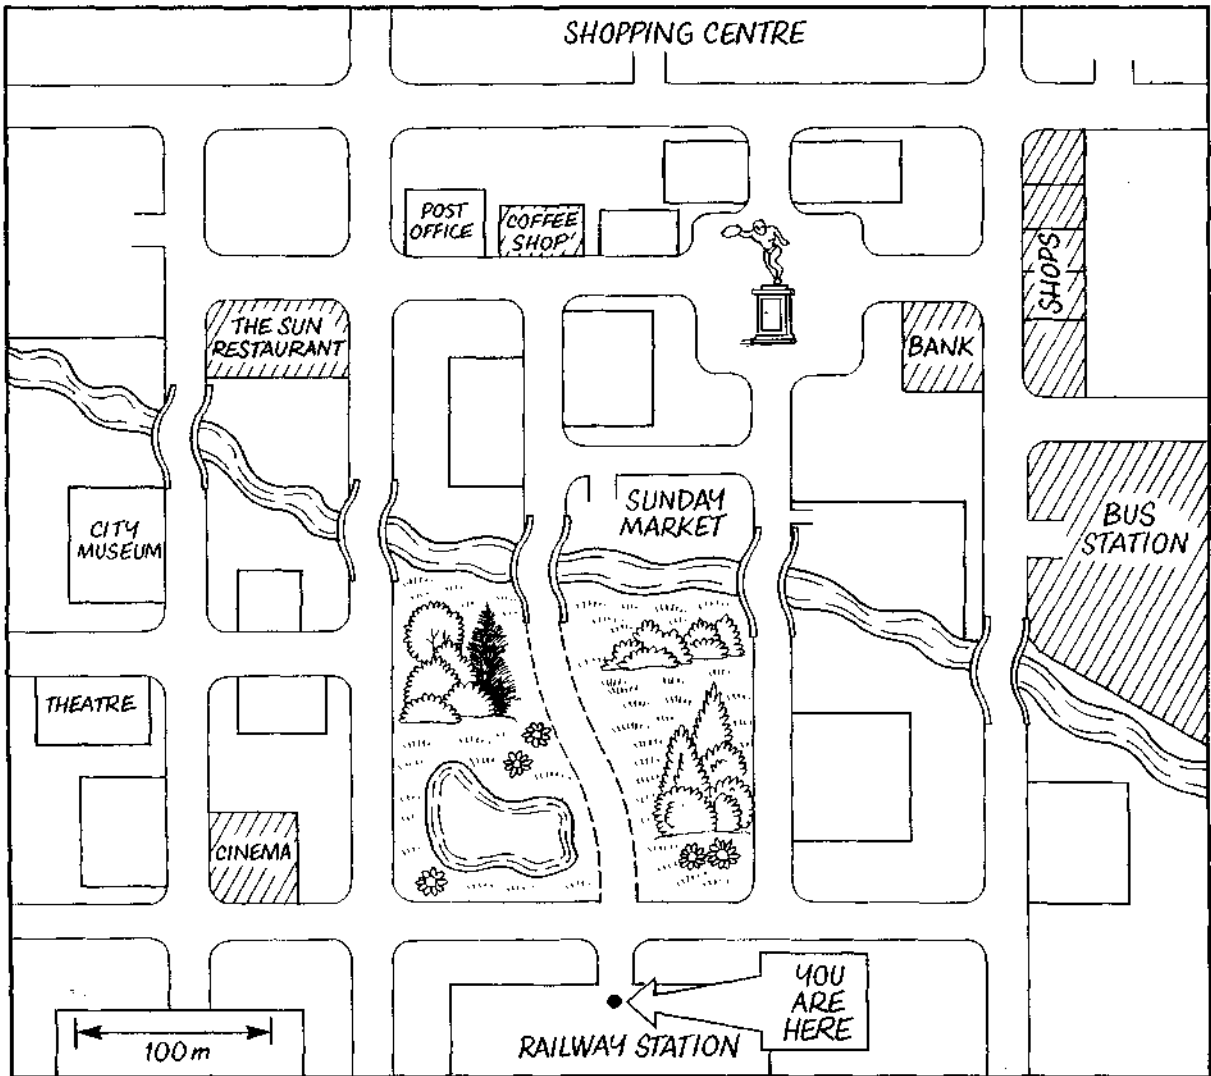 SHOPPING CENTRE
POST
OFFICE
COFFEE
SHOP'
THE SUN
RESTAURANT
SHOPS
BANK
SUNDAY
MARKET
CITY
MUSEUM
BUS
STATION
THEATRE
CINEMA
YOU
ARE
HERE
100m
RAILWAY STATION